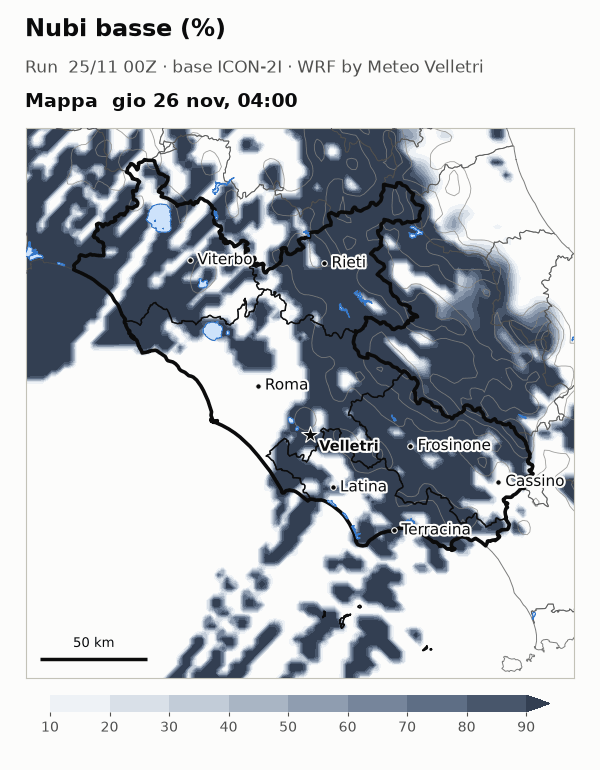 Nubi basse (%)
Run  25/11 00Z · base ICON-2I · WRF by Meteo Velletri
Mappa  gio 26 nov, 04:00
Viterbo
Rieti
Roma
Velletri
Frosinone
Latina
Cassino
Terracina
50 km
10 20 30 40 50 60 70 80 90